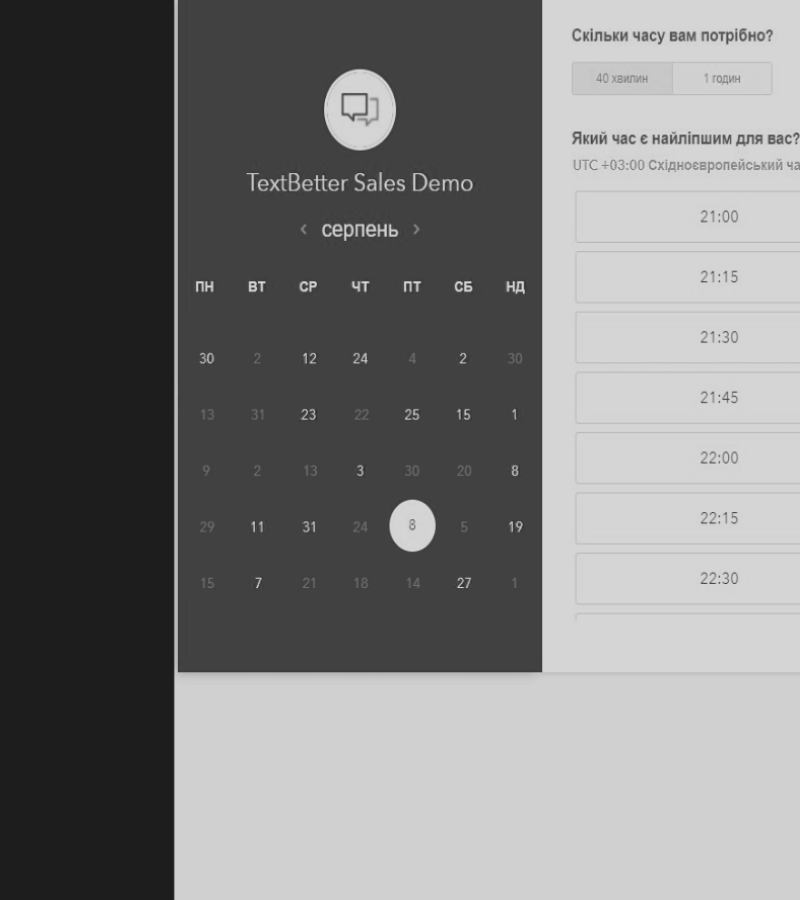 TextBetter Sales Demo
‹ серпень ›
ПН ВТ СР ЧТ ПТ СБ НД
30 2 12 24 4 2 30
13 31 23 22 25 15 1
9 2 13 3 30 20 8
29 11 31 24 8 5 19
15 7 21 18 14 27 1
Скільки часу вам потрібно?
40 хвилин 1 годин
Який час є найліпшим для вас?
UTC +03:00 Східноєвропейський ча
21:00
21:15
21:30
21:45
22:00
22:15
22:30